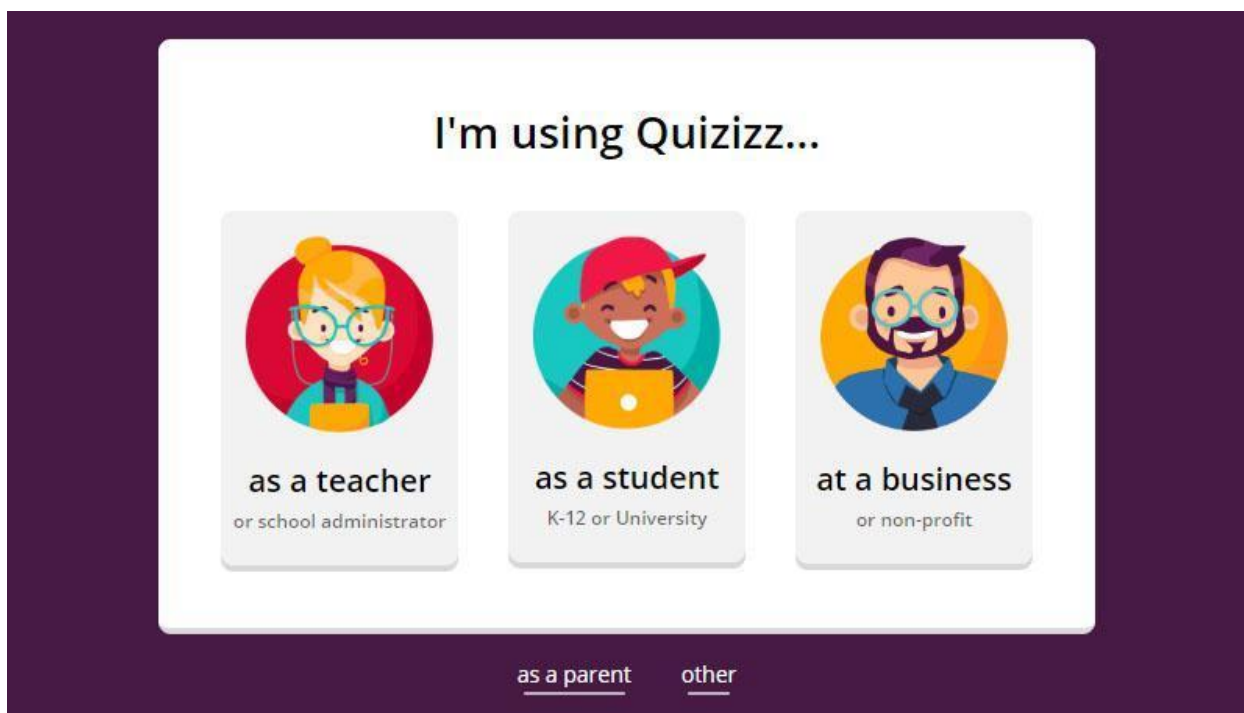 I'm using Quizizz...
as a teacher
or school administrator
as a student
K-12 or University
at a business
or non-profit
as a parent
other